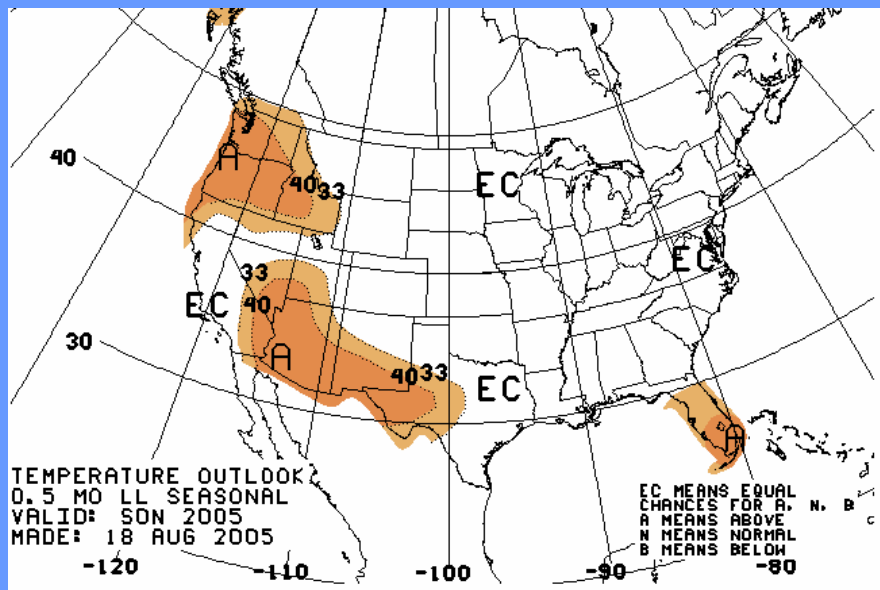 40
A
40 33
EC
EC
33
EC 40
30
A
40 33
EC
A
TEMPERATURE OUTLOOK
0.5 MO LL SEASONAL
VALID: SON 2005
MADE: 18 AUG 2005
EC MEANS EQUAL
CHANCES FOR A, N, B
A MEANS ABOVE
N MEANS NORMAL
B MEANS BELOW
-120
-110
-100
-90
-80